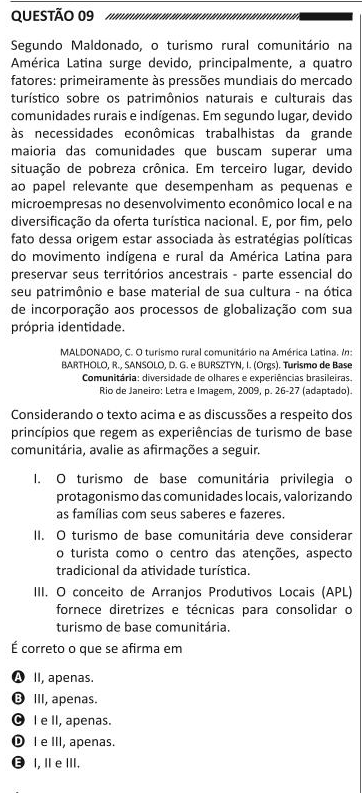 QUESTÃO 09
Segundo Maldonado, o turismo rural comunitário na
América Latina surge devido, principalmente, a quatro
fatores: primeiramente às pressões mundiais do mercado
turístico sobre os patrimônios naturais e culturais das
comunidades rurais e indígenas. Em segundo lugar, devido
às necessidades econômicas trabalhistas da grande
maioria das comunidades que buscam superar uma
situação de pobreza crônica. Em terceiro lugar, devido
ao papel relevante que desempenham as pequenas e
microempresas no desenvolvimento econômico local e na
diversificação da oferta turística nacional. E, por fim, pelo
fato dessa origem estar associada às estratégias políticas
do movimento indígena e rural da América Latina para
preservar seus territórios ancestrais - parte essencial do
seu patrimônio e base material de sua cultura - na ótica
de incorporação aos processos de globalização com sua
própria identidade.
MALDONADO, C. O turismo rural comunitário na América Latina. In:
BARTHOLO, R., SANSOLO, D. G. e BURSZTYN, I. (Orgs). Turismo de Base
Comunitária: diversidade de olhares e experiências brasileiras.
Rio de Janeiro: Letra e Imagem, 2009, p. 26-27 (adaptado).
Considerando o texto acima e as discussões a respeito dos
princípios que regem as experiências de turismo de base
comunitária, avalie as afirmações a seguir.
I. O turismo de base comunitária privilegia o
protagonismo das comunidades locais, valorizando
as famílias com seus saberes e fazeres.
II. O turismo de base comunitária deve considerar
o turista como o centro das atenções, aspecto
tradicional da atividade turística.
III. O conceito de Arranjos Produtivos Locais (APL)
fornece diretrizes e técnicas para consolidar o
turismo de base comunitária.
É correto o que se afirma em
A II, apenas.
B III, apenas.
C I e II, apenas.
D I e III, apenas.
E I, II e III.